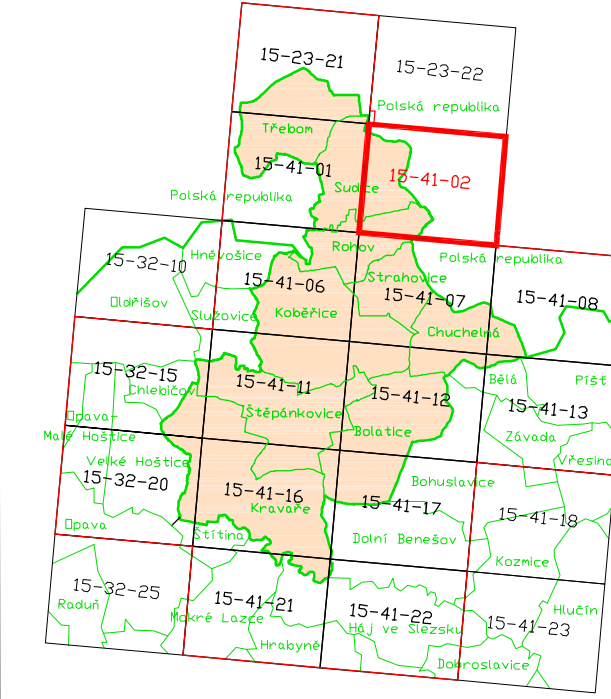 15-23-21
15-23-22
Polská republika
Třebom
15-41-01
15-41-02
Sudice
Polská republika
Rohov
Hněvošice
Polská republika
15-32-10
15-41-06
Strahovice
15-41-07
15-41-08
Oldřišov
Služovice
Kobeřice
Chuchelná
15-32-15
15-41-11
Bělá
Píšť
Chlebičov
15-41-12
15-41-13
Opava-
Malé Hoštice
Štěpánkovice
Bolatice
Závada
Velké Hoštice
Vřesina
15-32-20
15-41-16
Bohuslavice
Kravaře
15-41-17
15-41-18
Opava
Štítina
Dolní Benešov
Koznice
15-32-25
15-41-21
15-41-22
Raduň
Mokré Lazce
Háj ve Slezsku
15-41-23
Hlučín
Hrabyně
Dobroslavice